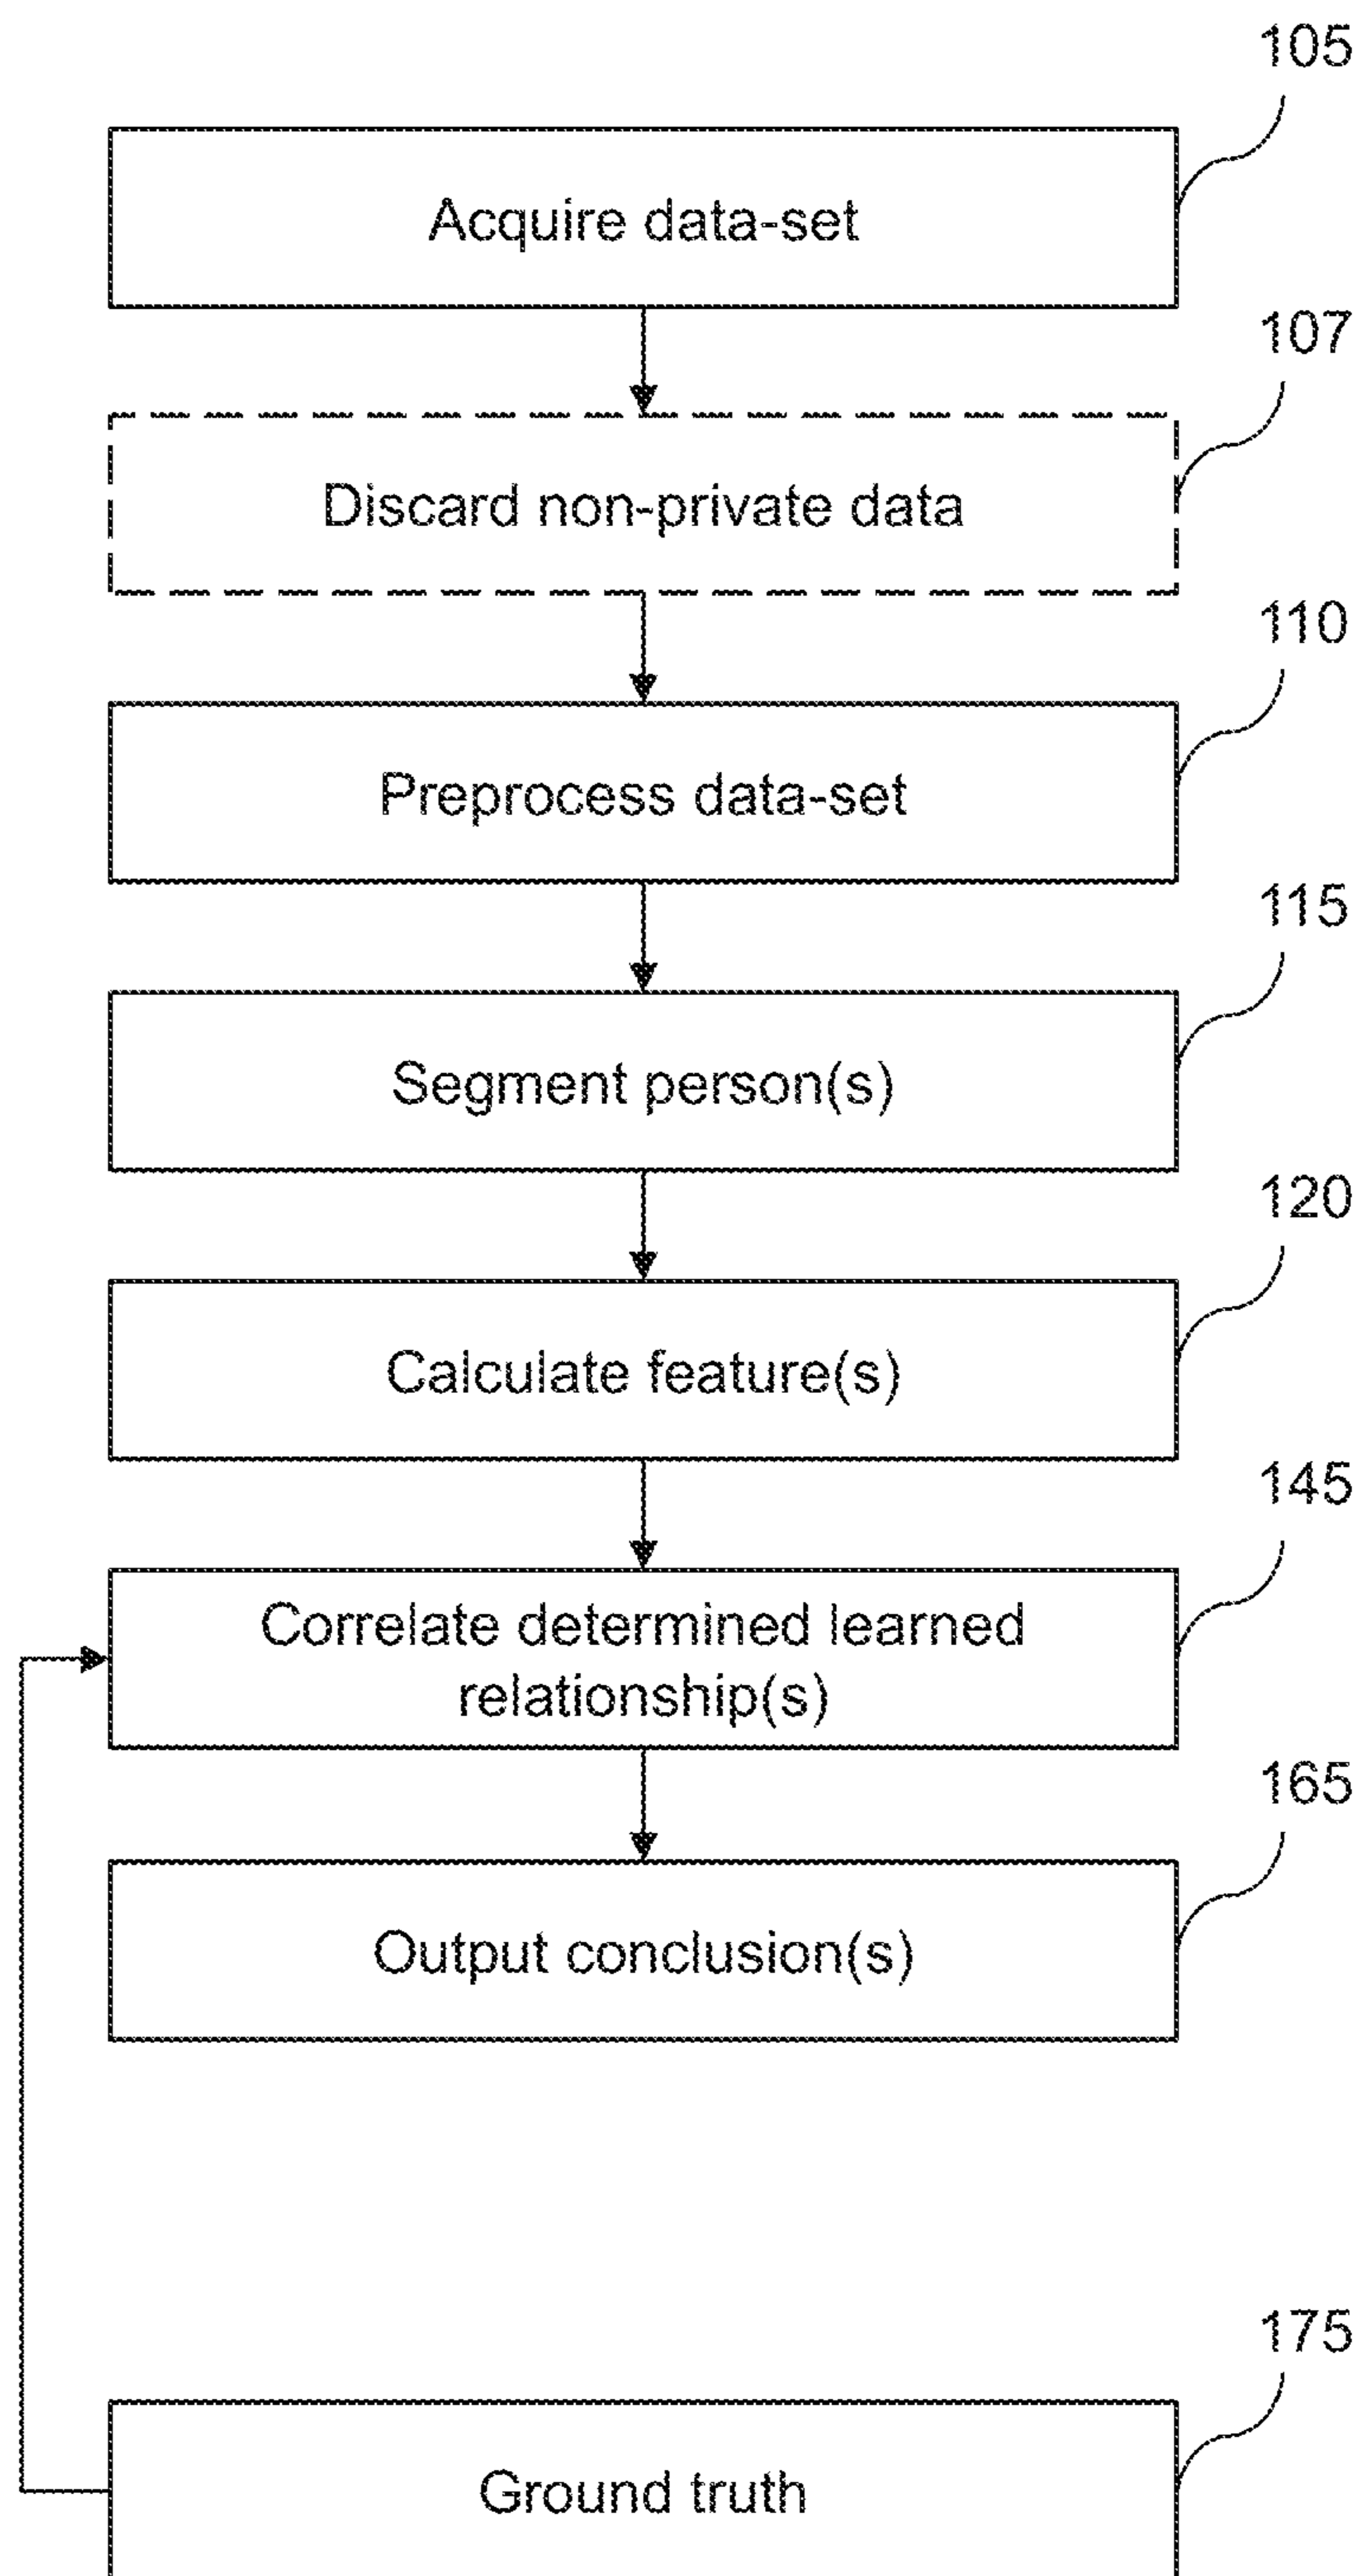 105
Acquire data-set
107
Discard non-private data
110
Preprocess data-set
115
Segment person(s)
120
Calculate feature(s)
145
Correlate determined learned
relationship(s)
165
Output conclusion(s)
175
Ground truth